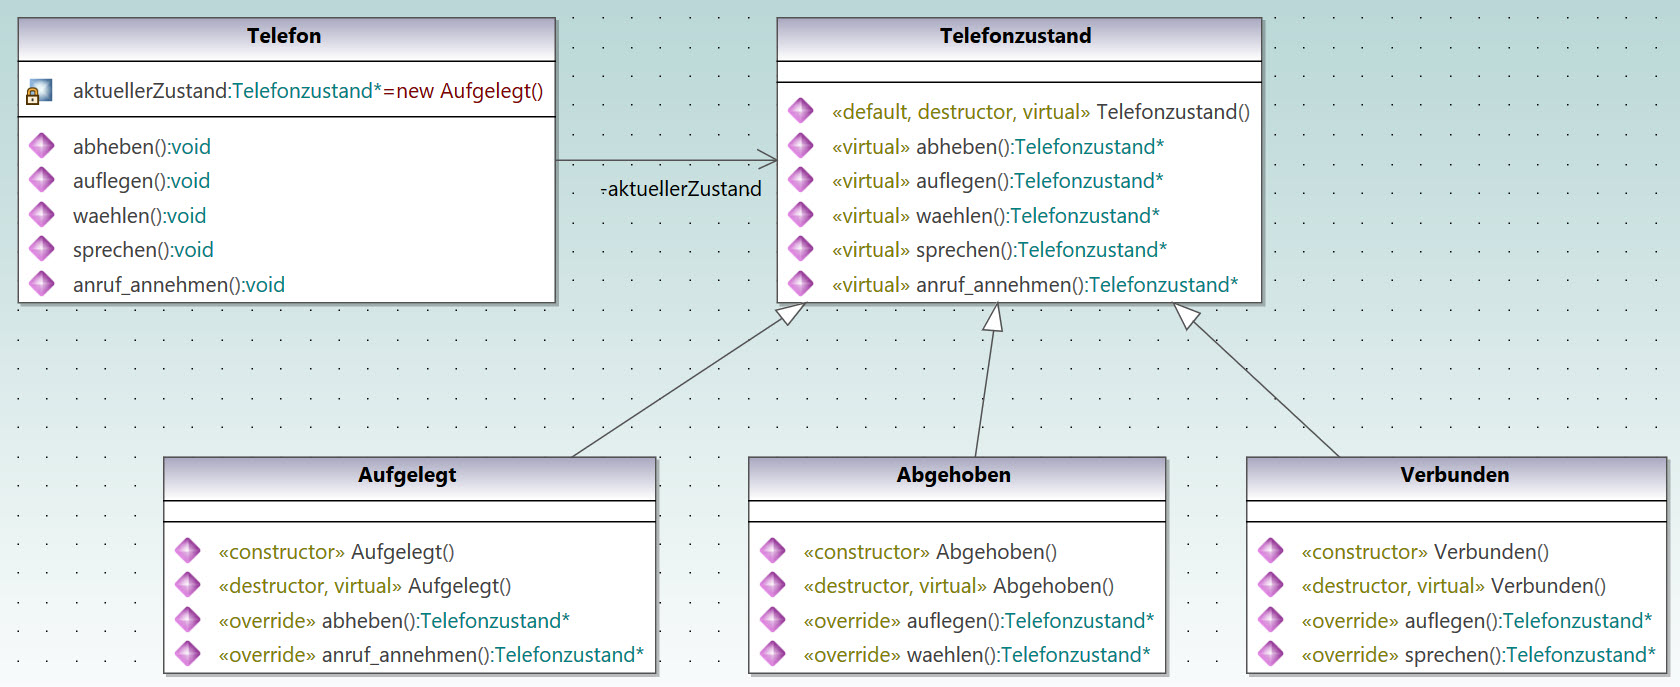 Telefon
aktuellerZustand:Telefonzustand*=new Aufgelegt()
abheben():void
auflegen():void
waehlen():void
sprechen():void
anruf_annehmen():void
-aktuellerZustand
Telefonzustand
«default, destructor, virtual» Telefonzustand()
«virtual» abheben():Telefonzustand*
«virtual» auflegen():Telefonzustand*
«virtual» waehlen():Telefonzustand*
«virtual» sprechen():Telefonzustand*
«virtual» anruf_annehmen():Telefonzustand*
Aufgelegt
«constructor» Aufgelegt()
«destructor, virtual» Aufgelegt()
«override» abheben():Telefonzustand*
«override» anruf_annehmen():Telefonzustand*
Abgehoben
«constructor» Abgehoben()
«destructor, virtual» Abgehoben()
«override» auflegen():Telefonzustand*
«override» waehlen():Telefonzustand*
Verbunden
«constructor» Verbunden()
«destructor, virtual» Verbunden()
«override» auflegen():Telefonzustand*
«override» sprechen():Telefonzustand*